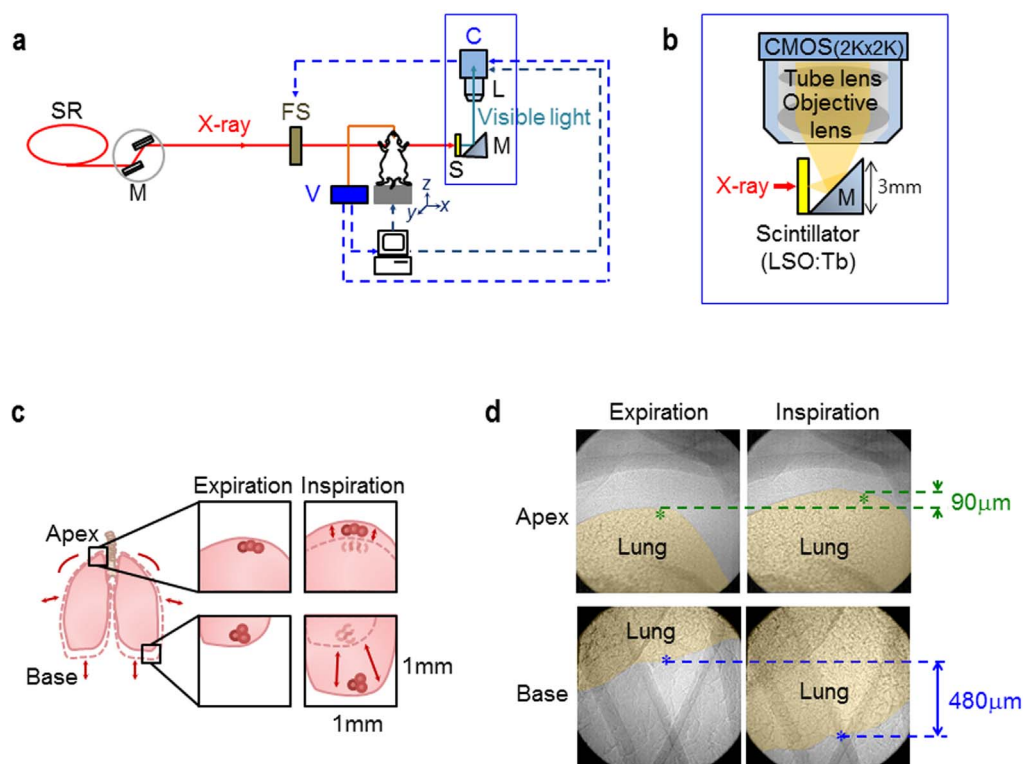 a
SR
M
X-ray
FS
V
C
L
Visible light
S
M
z
y
x
b
CMOS(2Kx2K)
Tube lens
Objective
lens
X-ray
M
3mm
Scintillator
(LSO:Tb)
c
Expiration
Inspiration
Apex
Base
1mm
1mm
d
Expiration
Inspiration
Apex
Lung
Lung
90μm
Base
Lung
Lung
480μm